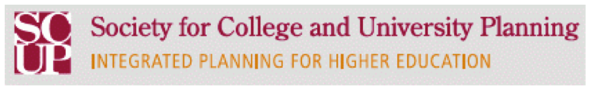 SC
UP
Society for College and University Planning
INTEGRATED PLANNING FOR HIGHER EDUCATION